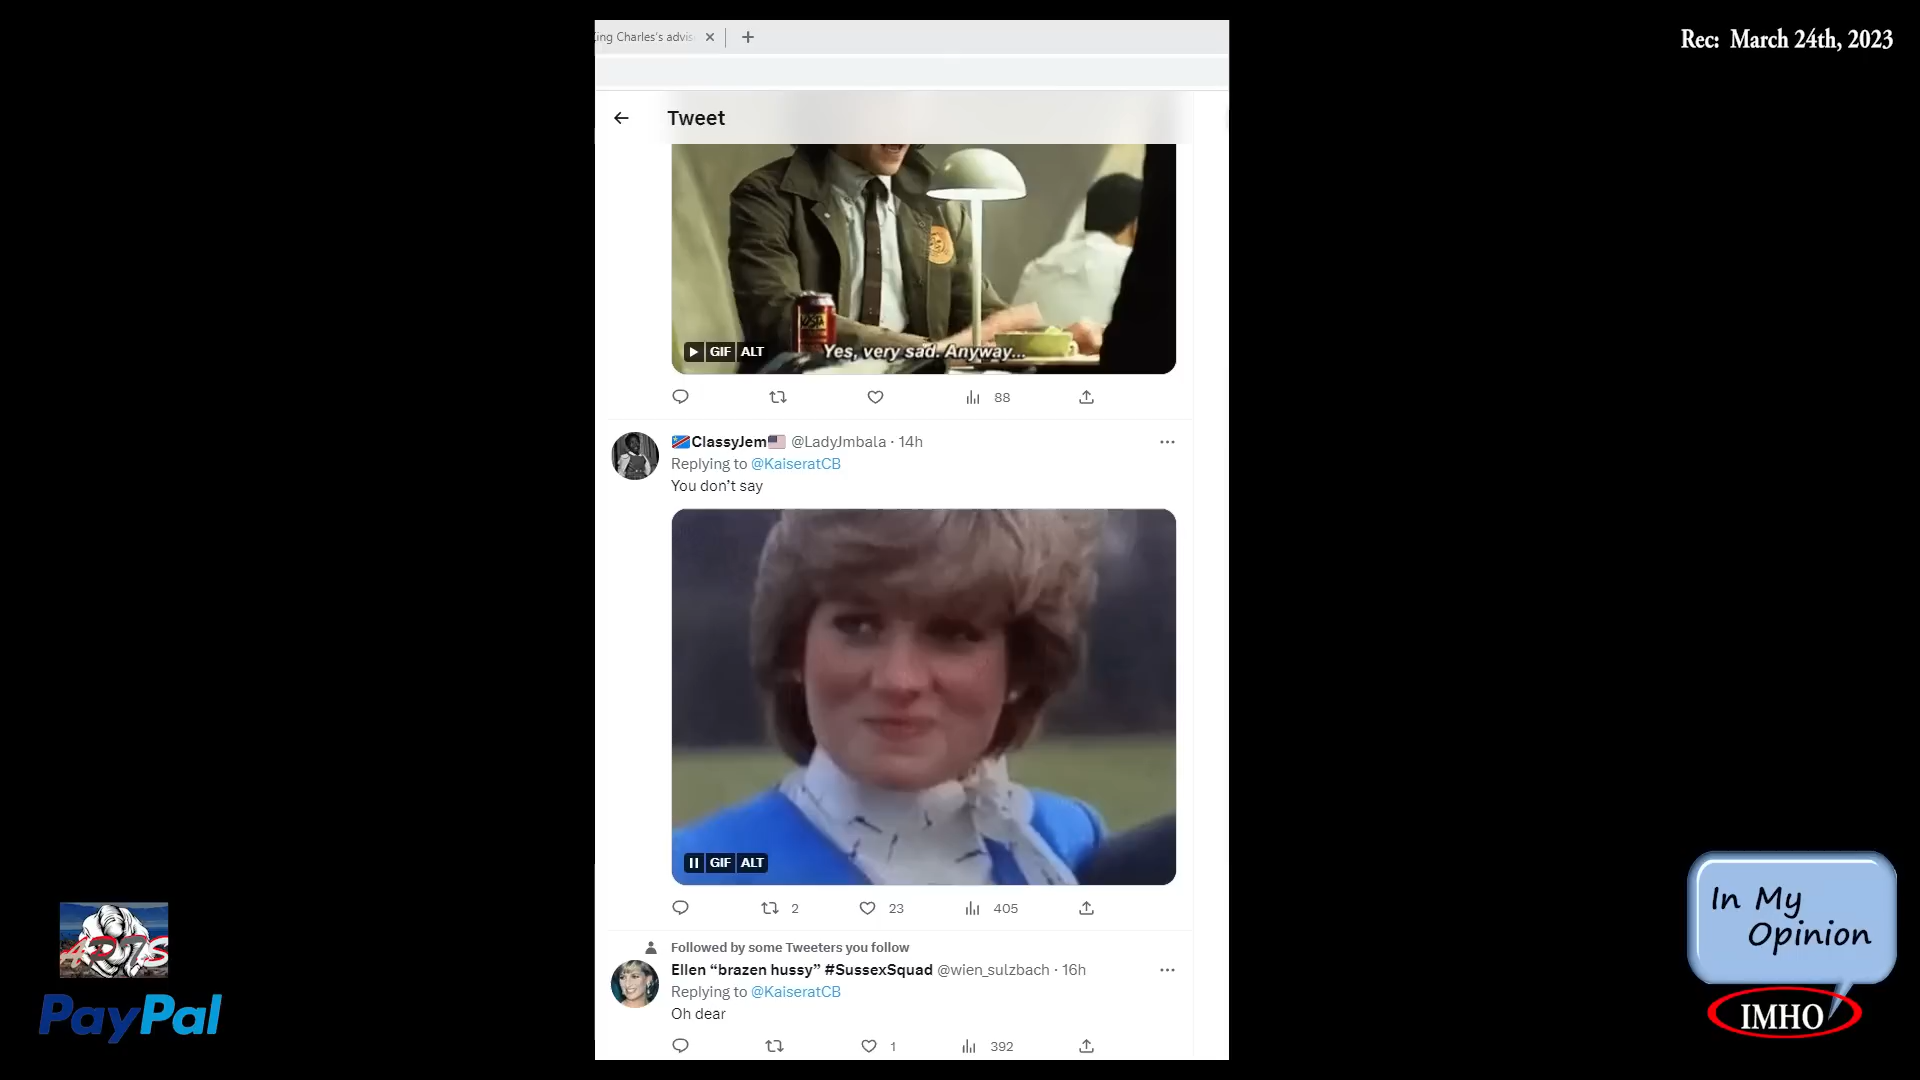 Rec: March 24th, 2023
King Charles's advis
Tweet
KOSTA
Yes, very sad. Anyway...
GIF ALT
88
ClassyJem @LadyJmbala · 14h
Replying to @KaiseratCB
You don't say
GIF ALT
2 23 405
Followed by some Tweeters you follow
Ellen “brazen hussy” #SussexSquad @wien_sulzbach · 16h
Replying to @KaiseratCB
Oh dear
1 392
PayPal
In My
Opinion
IMHO